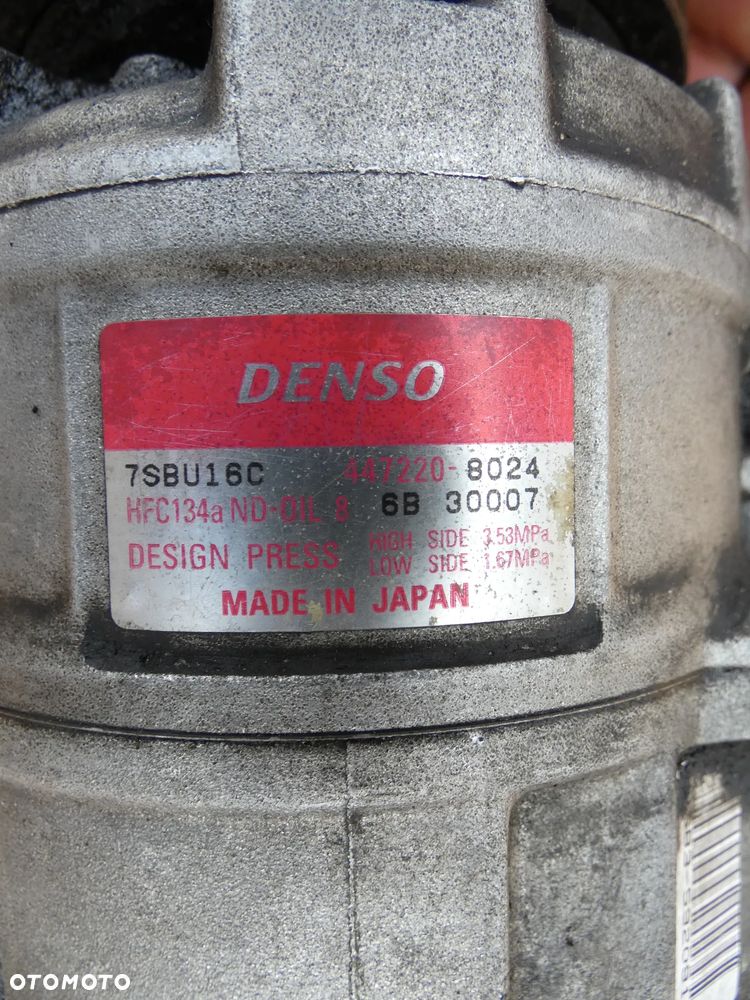 DENSO
7SBU16C 447220-8024
HFC134a ND-OIL 8 6B 30007
DESIGN PRESS HIGH SIDE 3.53MPa
LOW SIDE 1.67MPa
MADE IN JAPAN
OTOMOTO